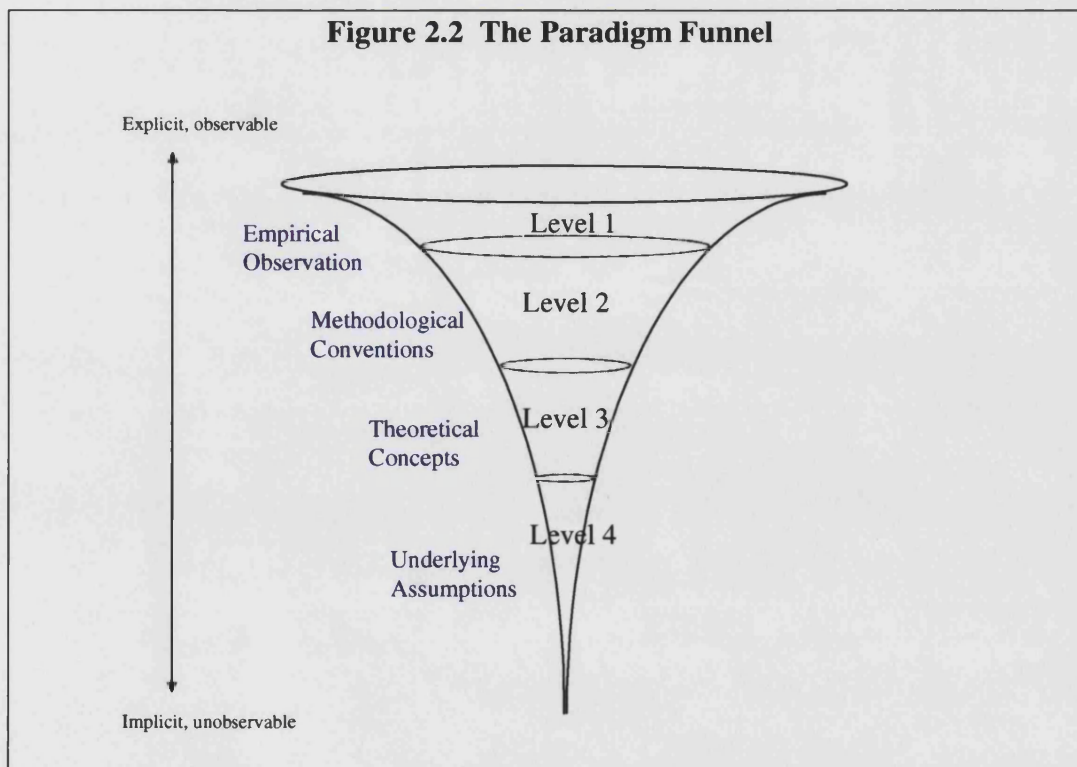 Figure 2.2 The Paradigm Funnel
Explicit, observable
Level 1
Empirical
Observation
Level 2
Methodological
Conventions
Level 3
Theoretical
Concepts
Level 4
Underlying
Assumptions
Implicit, unobservable